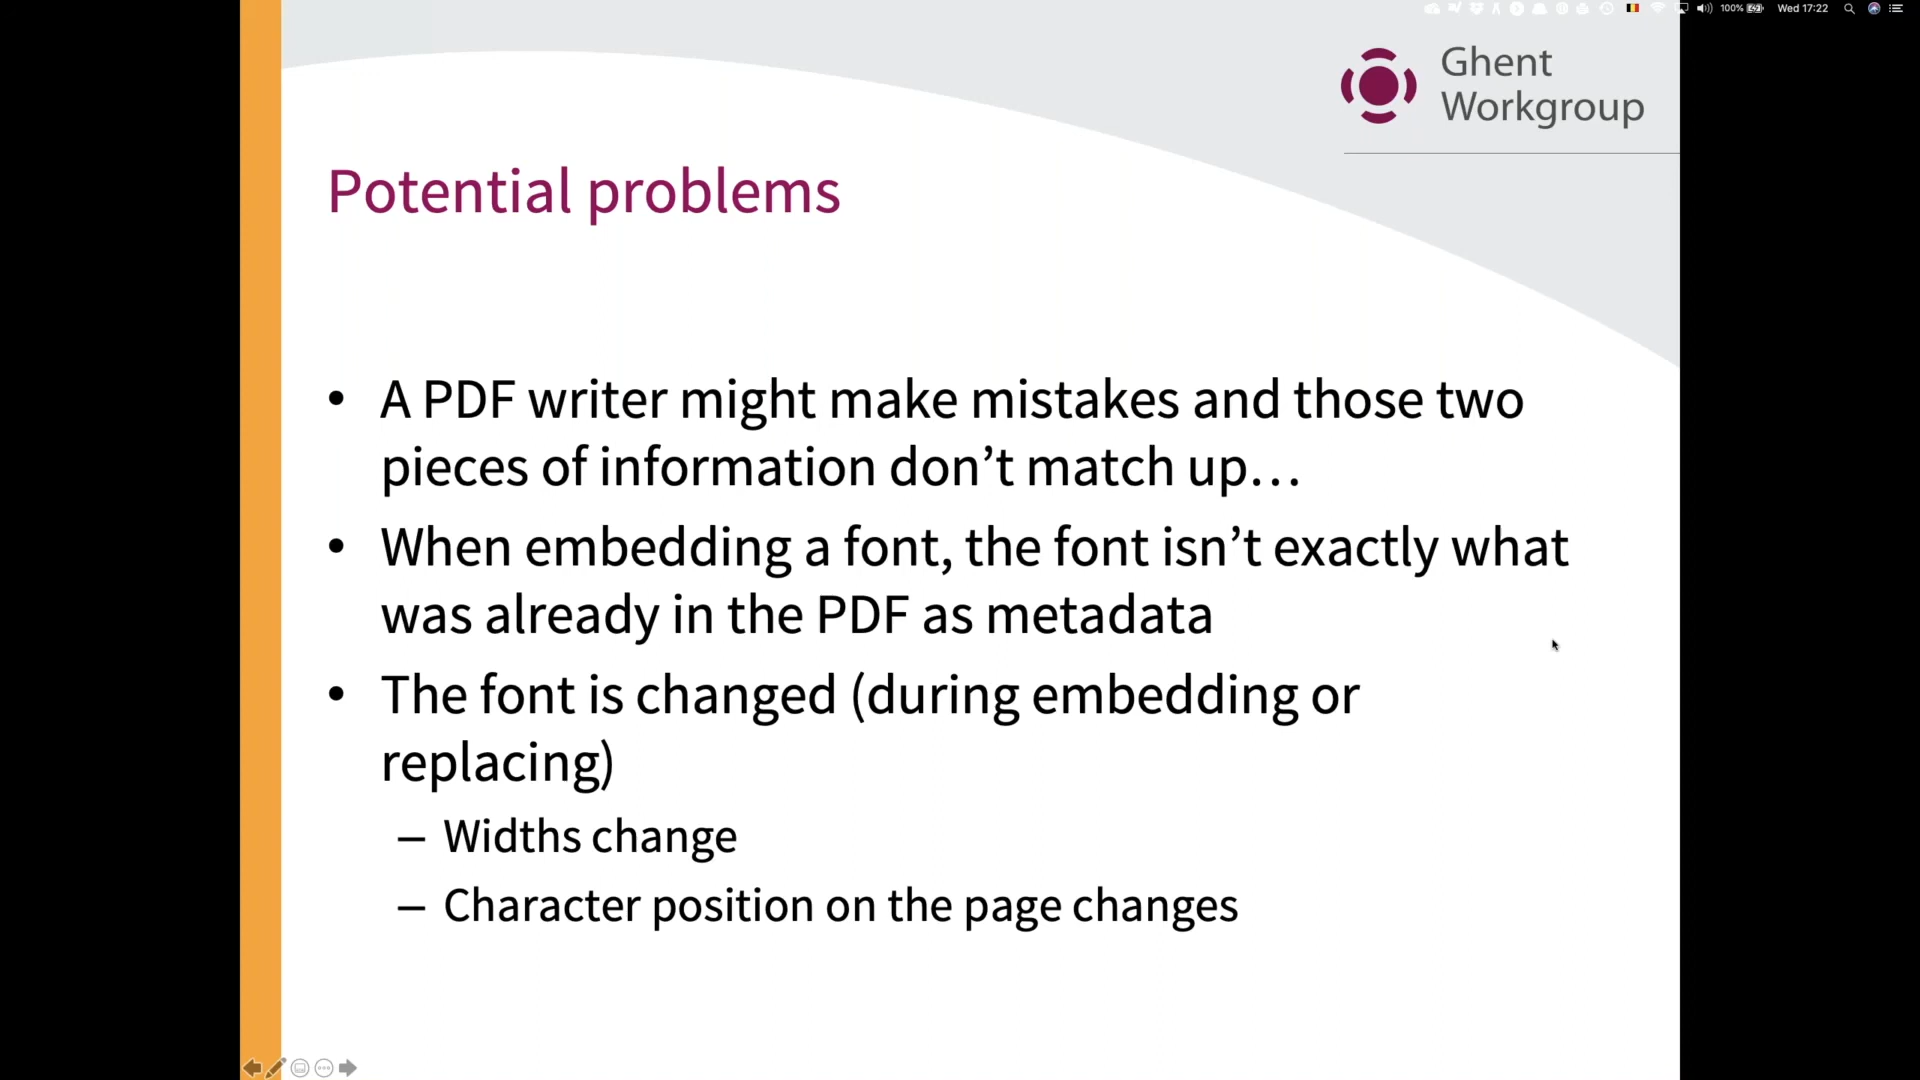 100% Wed 17:22
Ghent
Workgroup
Potential problems
• A PDF writer might make mistakes and those two
pieces of information don’t match up…
• When embedding a font, the font isn’t exactly what
was already in the PDF as metadata
• The font is changed (during embedding or
replacing)
– Widths change
– Character position on the page changes